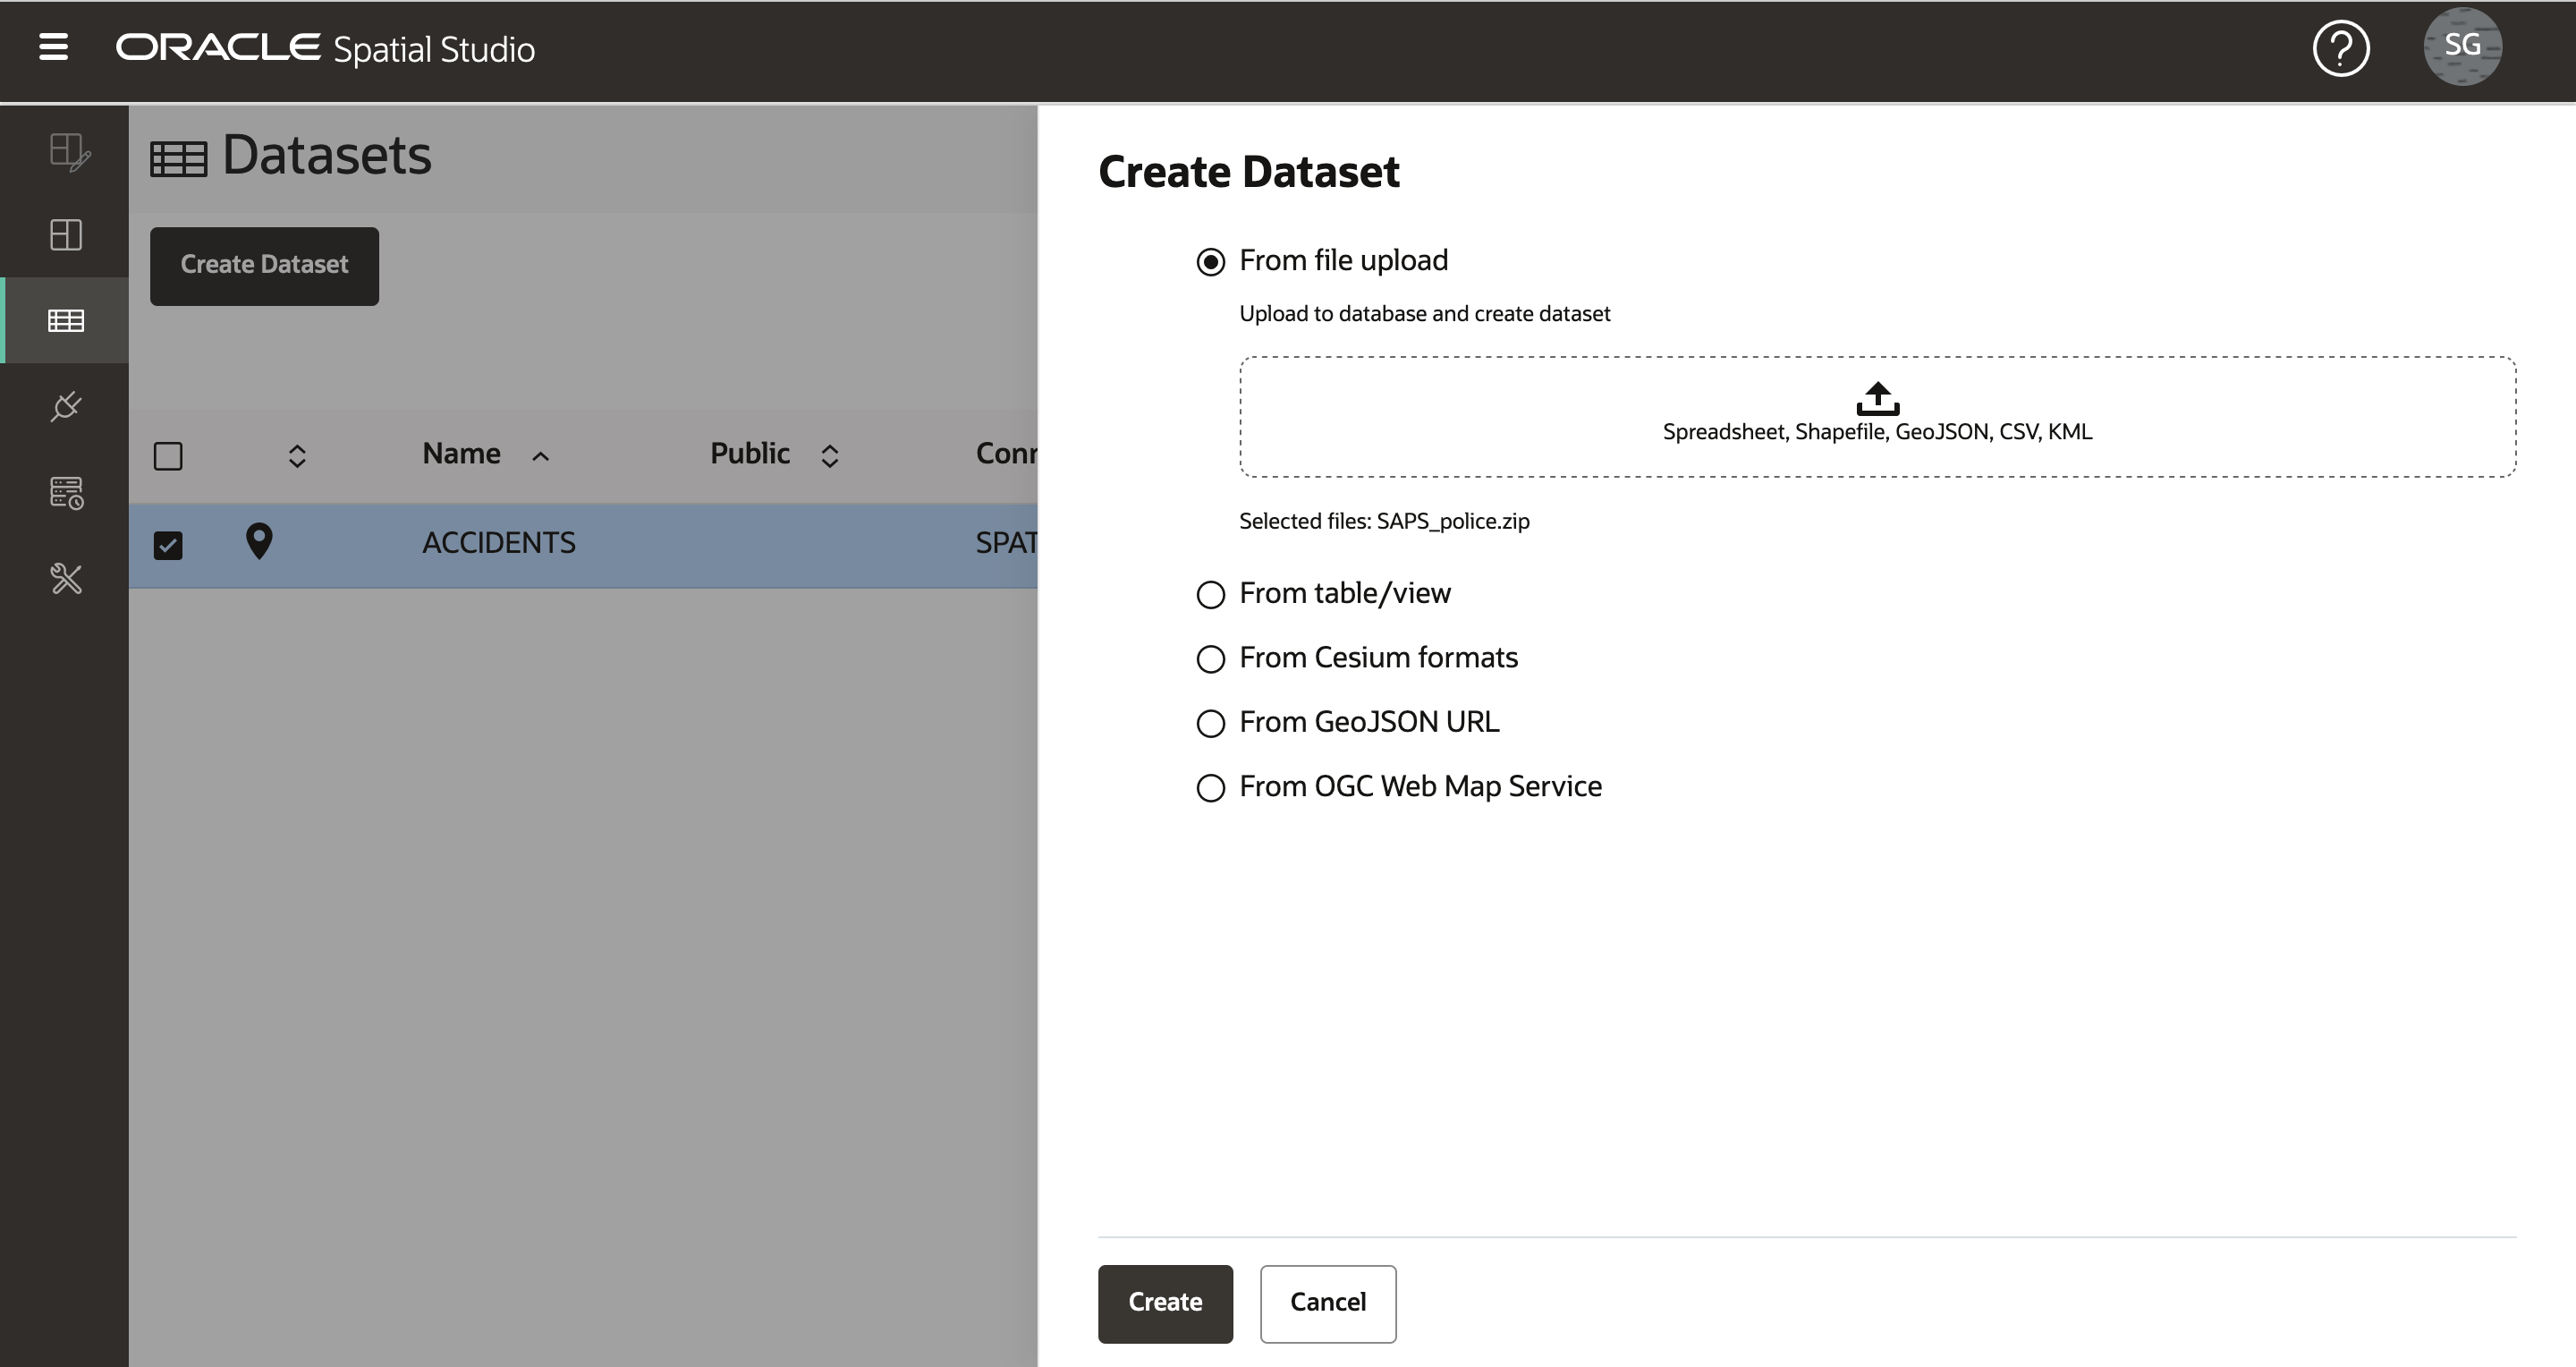 ORACLE Spatial Studio
SG
Datasets
Create Dataset
Name
Public
ACCIDENTS
Create Dataset
From file upload
Upload to database and create dataset
Spreadsheet, Shapefile, GeoJSON, CSV, KML
Selected files: SAPS_police.zip
From table/view
From Cesium formats
From GeoJSON URL
From OGC Web Map Service
Create
Cancel